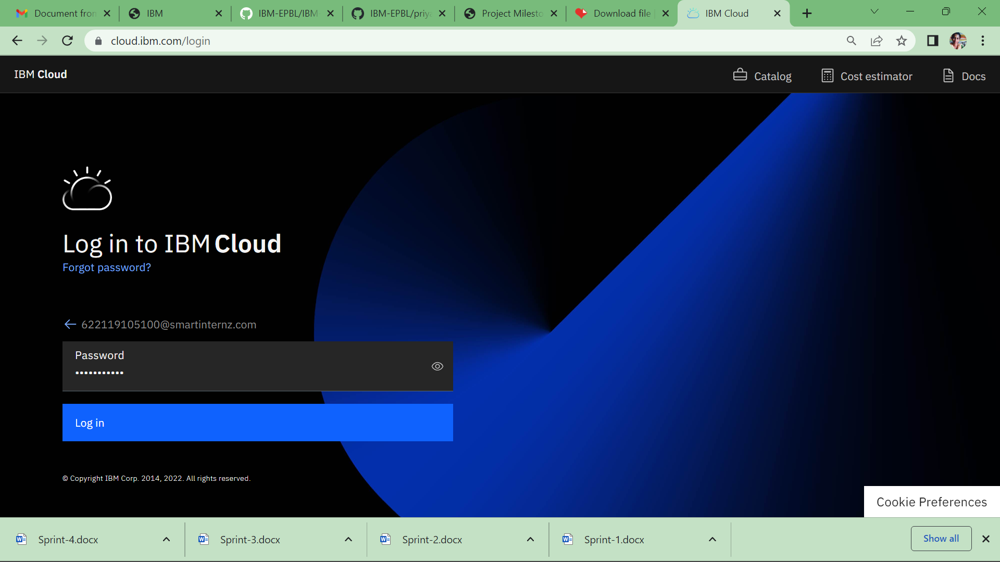 Document from
IBM
IBM-EPBL/IBM-
IBM-EPBL/priya
Project Milesto
Download file |
IBM Cloud
cloud.ibm.com/login
IBM Cloud
Catalog
Cost estimator
Docs
Log in to IBM Cloud
Forgot password?
622119105100@smartinternz.com
Password
•••••••••••
Log in
© Copyright IBM Corp. 2014, 2022. All rights reserved.
Cookie Preferences
Sprint-4.docx
Sprint-3.docx
Sprint-2.docx
Sprint-1.docx
Show all